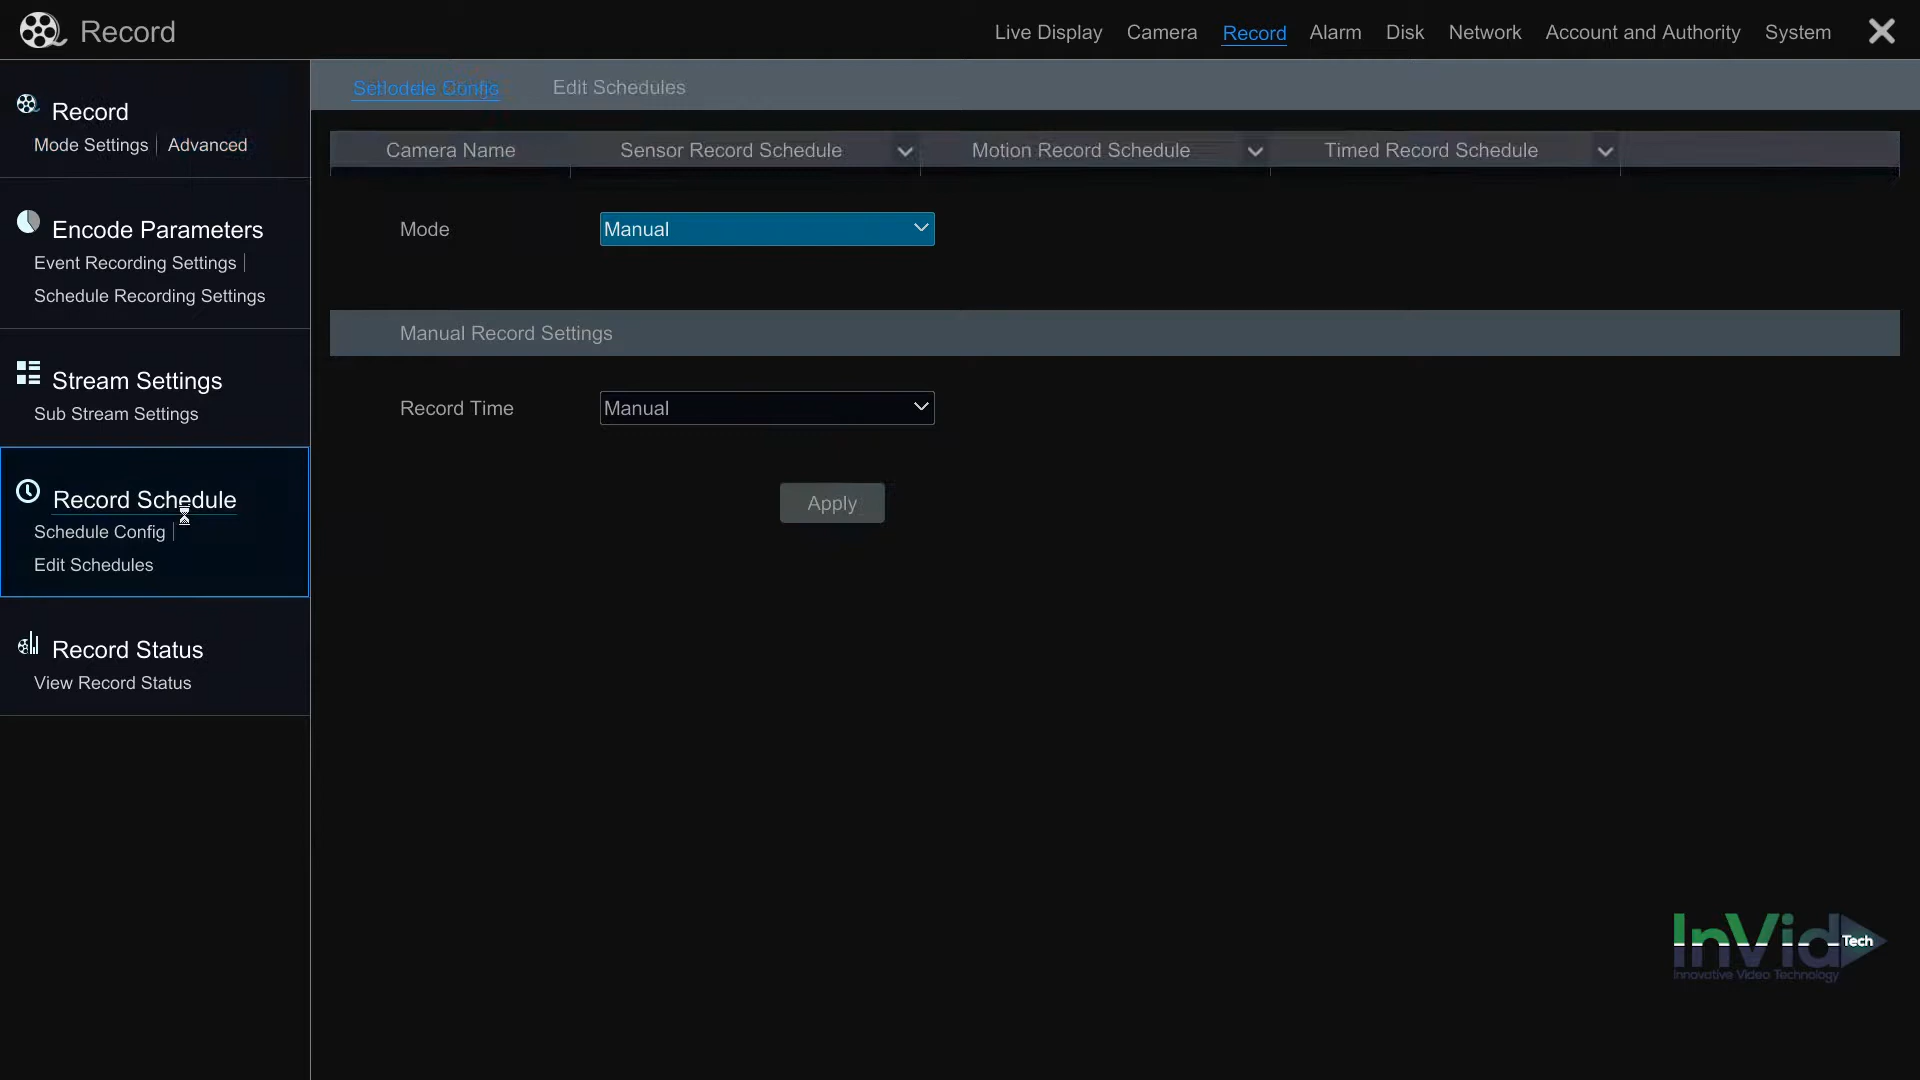 Record
Live Display Camera Record Alarm Disk Network Account and Authority System
Edit Schedules
Record
Mode Settings | Advanced
Camera Name Sensor Record Schedule Motion Record Schedule Timed Record Schedule
Mode Manual
Encode Parameters
Event Recording Settings |
Schedule Recording Settings
Manual Record Settings
Stream Settings
Sub Stream Settings
Record Time Manual
Record Schedule
Schedule Config |
Edit Schedules
Apply
Record Status
View Record Status
InVid Tech
Innovative Video Technology